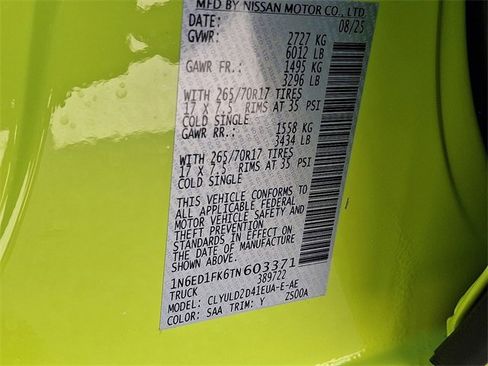 MFD BY NISSAN MOTOR CO., LTD.
DATE: 08/25
GVWR: 2727 KG
6012 LB
GAWR FR.: 1495 KG
3296 LB
WITH 265/70R17 TIRES
17 X 7.5 RIMS AT 35 PSI
COLD SINGLE
GAWR RR.: 1558 KG
3434 LB
WITH 265/70R17 TIRES
17 X 7.5 RIMS AT 35 PSI
COLD SINGLE
THIS VEHICLE CONFORMS TO
ALL APPLICABLE FEDERAL
MOTOR VEHICLE SAFETY AND
THEFT PREVENTION
STANDARDS IN EFFECT ON
THE DATE OF MANUFACTURE
SHOWN ABOVE.
1N6ED1FK6TN603371
TRUCK 389722
MODEL: CLYULD2D41EUA-E-AE
COLOR: SAA TRIM: Y ZS00A